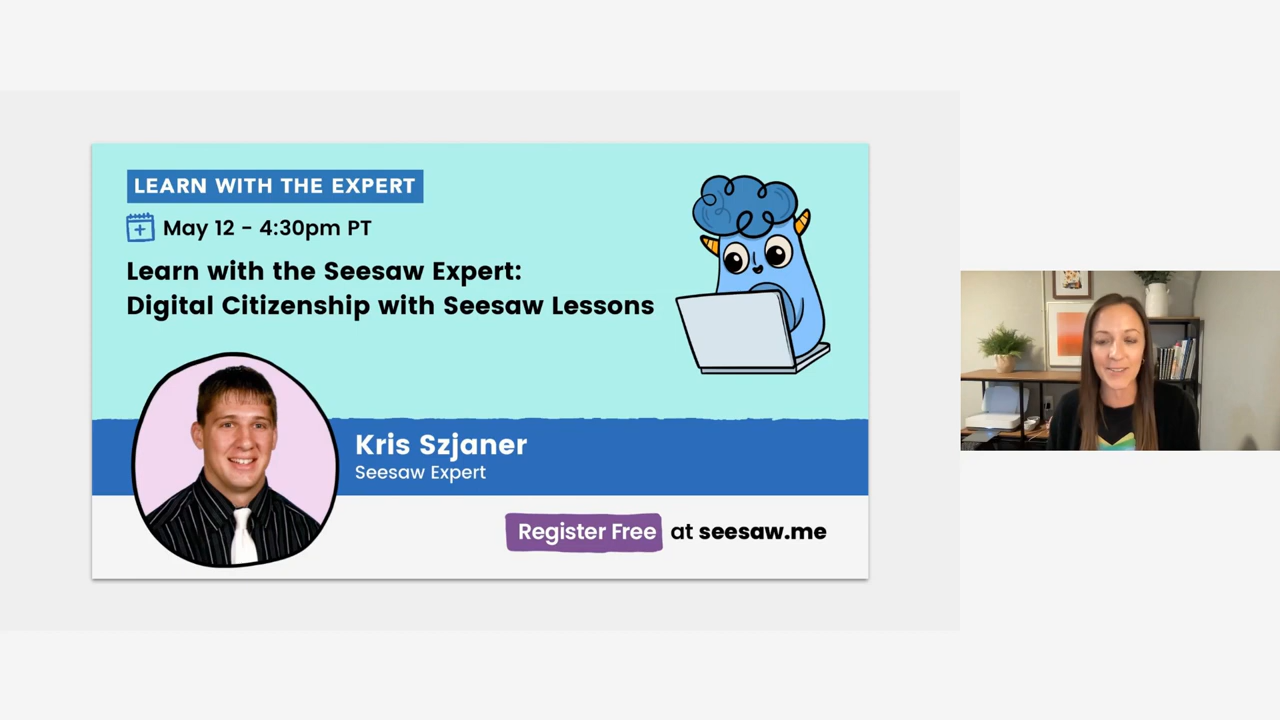 LEARN WITH THE EXPERT
May 12 - 4:30pm PT
Learn with the Seesaw Expert:
Digital Citizenship with Seesaw Lessons
Kris Szjaner
Seesaw Expert
Register Free at seesaw.me